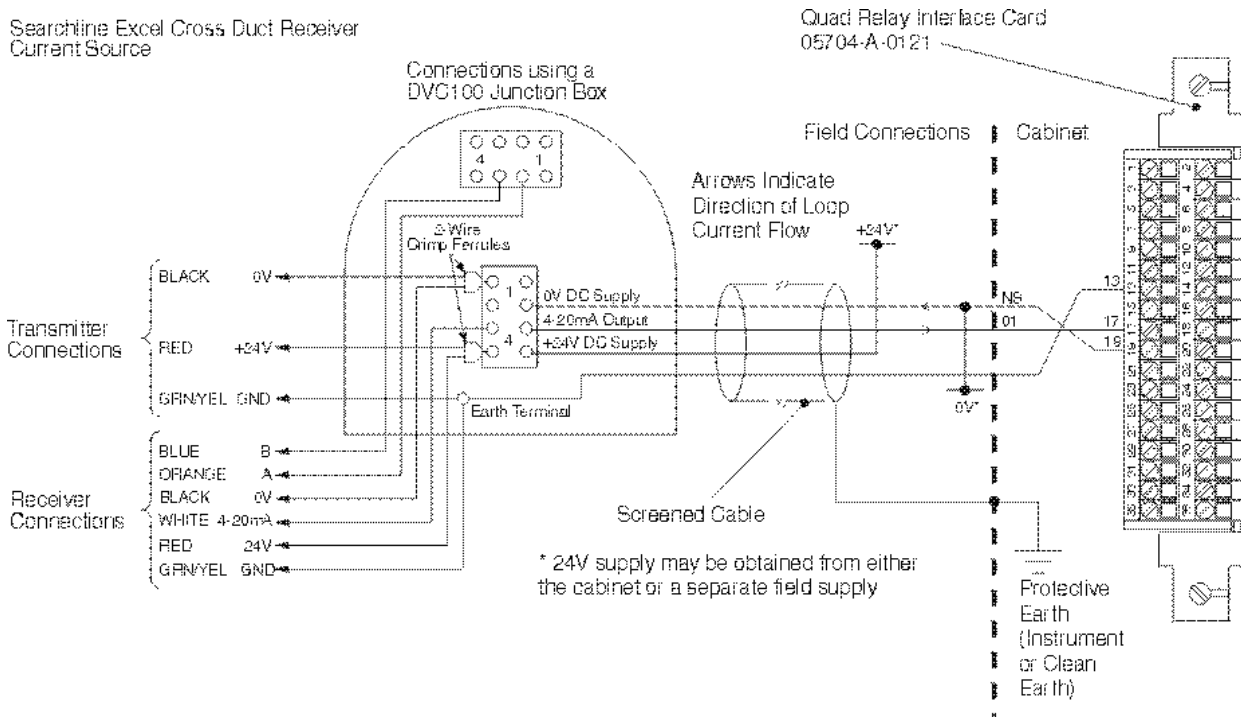 Searchline Excel Cross Duct Receiver
Current Source
Quad Relay Interface Card
05704-A-0121
Connections using a
DVC100 Junction Box
Field Connections
Cabinet
4 1
Arrows Indicate
Direction of Loop
Current Flow
+24V*
2-Wire
Crimp Ferrules
Transmitter
Connections
BLACK 0V
RED +24V
GRN/YEL GND
1
4
0V DC Supply
4-20mA Output
+24V DC Supply
Earth Terminal
NS
01
13
17
19
0V*
Receiver
Connections
BLUE B
ORANGE A
BLACK 0V
WHITE 4-20mA
RED 24V
GRN/YEL GND
Screened Cable
* 24V supply may be obtained from either
the cabinet or a separate field supply
Protective
Earth
(Instrument
or Clean
Earth)